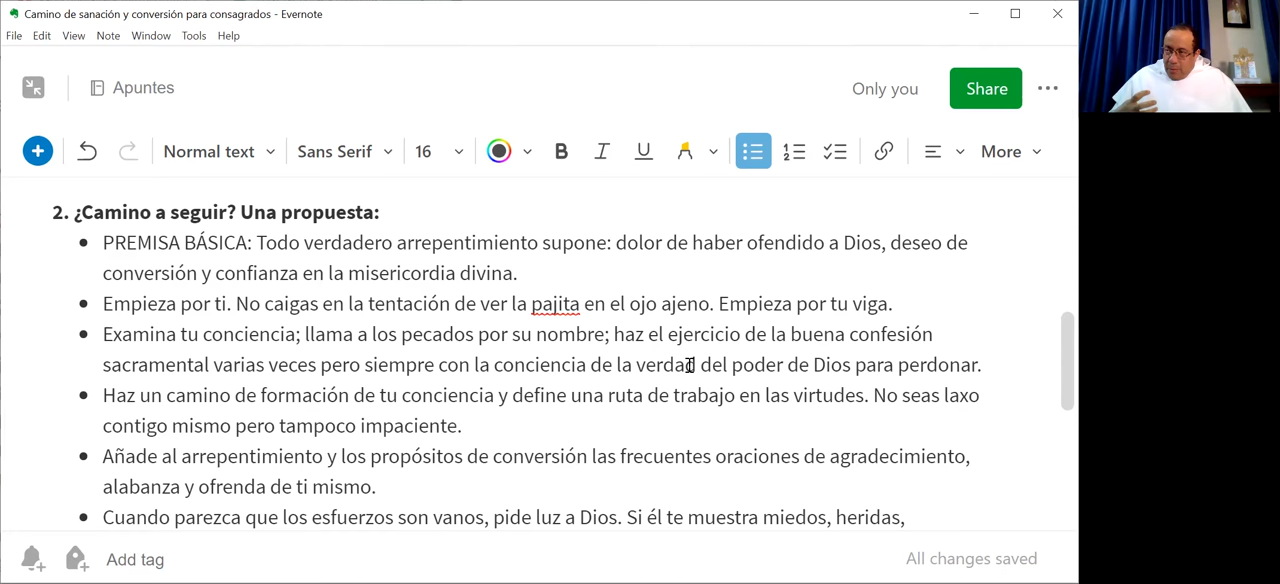 Camino de sanación y conversión para consagrados - Evernote
File Edit View Note Window Tools Help
Apuntes
Only you
Share
Normal text
Sans Serif
16
B I U
More
2. ¿Camino a seguir? Una propuesta:
PREMISA BÁSICA: Todo verdadero arrepentimiento supone: dolor de haber ofendido a Dios, deseo de
conversión y confianza en la misericordia divina.
Empieza por ti. No caigas en la tentación de ver la pajita en el ojo ajeno. Empieza por tu viga.
Examina tu conciencia; llama a los pecados por su nombre; haz el ejercicio de la buena confesión
sacramental varias veces pero siempre con la conciencia de la verdad del poder de Dios para perdonar.
Haz un camino de formación de tu conciencia y define una ruta de trabajo en las virtudes. No seas laxo
contigo mismo pero tampoco impaciente.
Añade al arrepentimiento y los propósitos de conversión las frecuentes oraciones de agradecimiento,
alabanza y ofrenda de ti mismo.
Cuando parezca que los esfuerzos son vanos, pide luz a Dios. Si él te muestra miedos, heridas,
Add tag
All changes saved